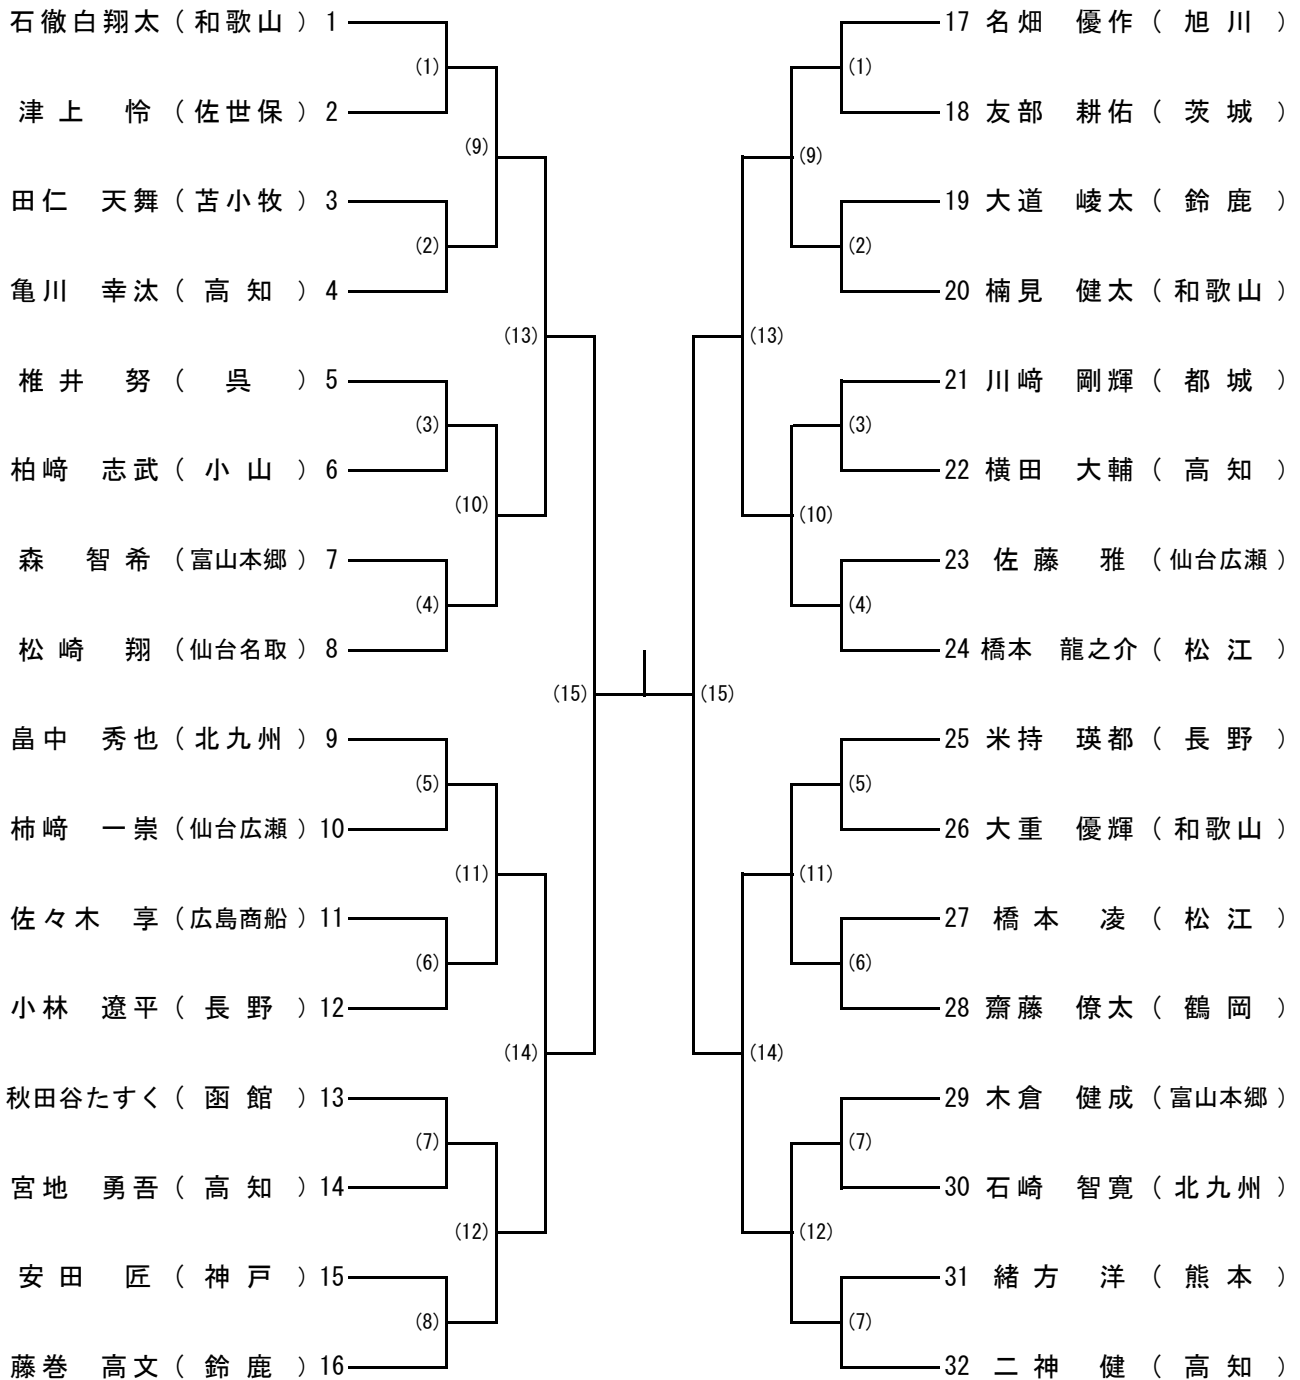 石徹白翔太（和歌山）1
(1)
津上 怜（佐世保）2
(9)
田仁 天舞（苫小牧）3
(2)
亀川 幸汰（高知）4
(13)
椎井 努（呉）5
(3)
柏﨑 志武（小山）6
(10)
森 智希（富山本郷）7
(4)
松崎 翔（仙台名取）8
(15)
畠中 秀也（北九州）9
(5)
柿﨑 一崇（仙台広瀬）10
(11)
佐々木 享（広島商船）11
(6)
小林 遼平（長野）12
(14)
秋田谷たすく（函館）13
(7)
宮地 勇吾（高知）14
(12)
安田 匠（神戸）15
(8)
藤巻 高文（鈴鹿）16
17 名畑 優作（旭川）
(1)
18 友部 耕佑（茨城）
(9)
19 大道 崚太（鈴鹿）
(2)
20 楠見 健太（和歌山）
(13)
21 川﨑 剛輝（都城）
(3)
22 横田 大輔（高知）
(10)
23 佐藤 雅（仙台広瀬）
(4)
24 橋本 龍之介（松江）
(15)
25 米持 瑛都（長野）
(5)
26 大重 優輝（和歌山）
(11)
27 橋本 凌（松江）
(6)
28 齋藤 僚太（鶴岡）
(14)
29 木倉 健成（富山本郷）
(7)
30 石崎 智寛（北九州）
(12)
31 緒方 洋（熊本）
(7)
32 二神 健（高知）